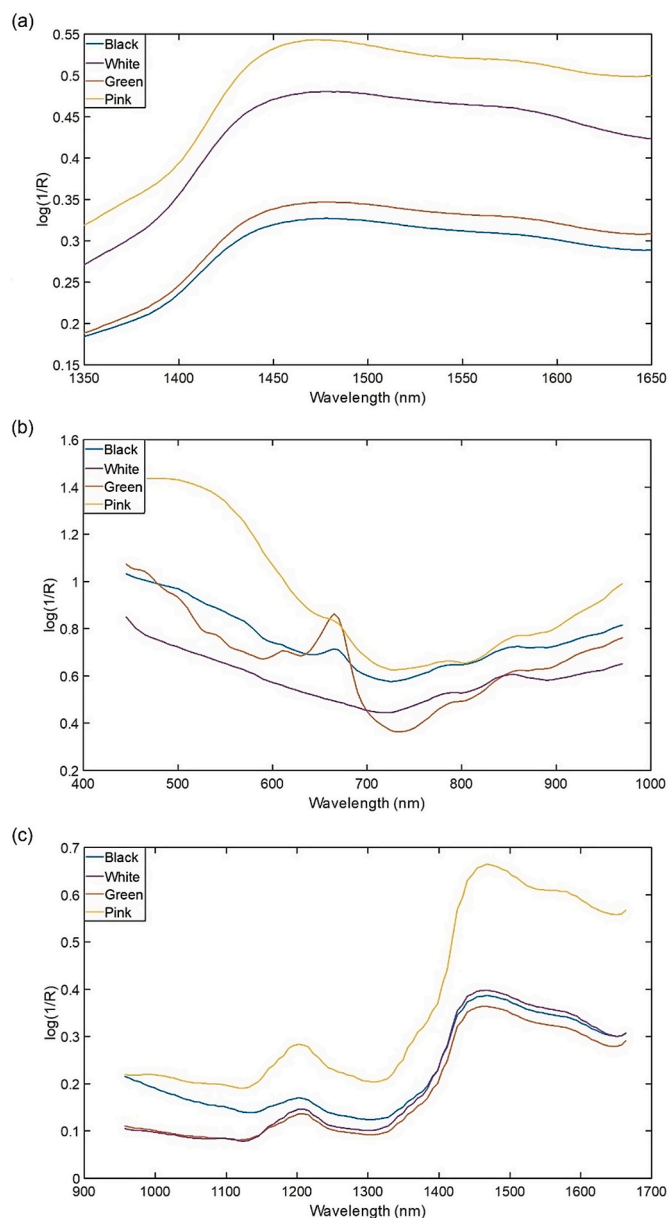 (a)
0.55
0.5
0.45
0.4
0.35
0.3
0.25
0.2
0.15
log(1/R)
Black
White
Green
Pink
1350 1400 1450 1500 1550 1600 1650
Wavelength (nm)
(b)
1.6
1.4
1.2
1
0.8
0.6
0.4
0.2
log(1/R)
Black
White
Green
Pink
400 500 600 700 800 900 1000
Wavelength (nm)
(c)
0.7
0.6
0.5
0.4
0.3
0.2
0.1
0
log(1/R)
Black
White
Green
Pink
900 1000 1100 1200 1300 1400 1500 1600 1700
Wavelength (nm)